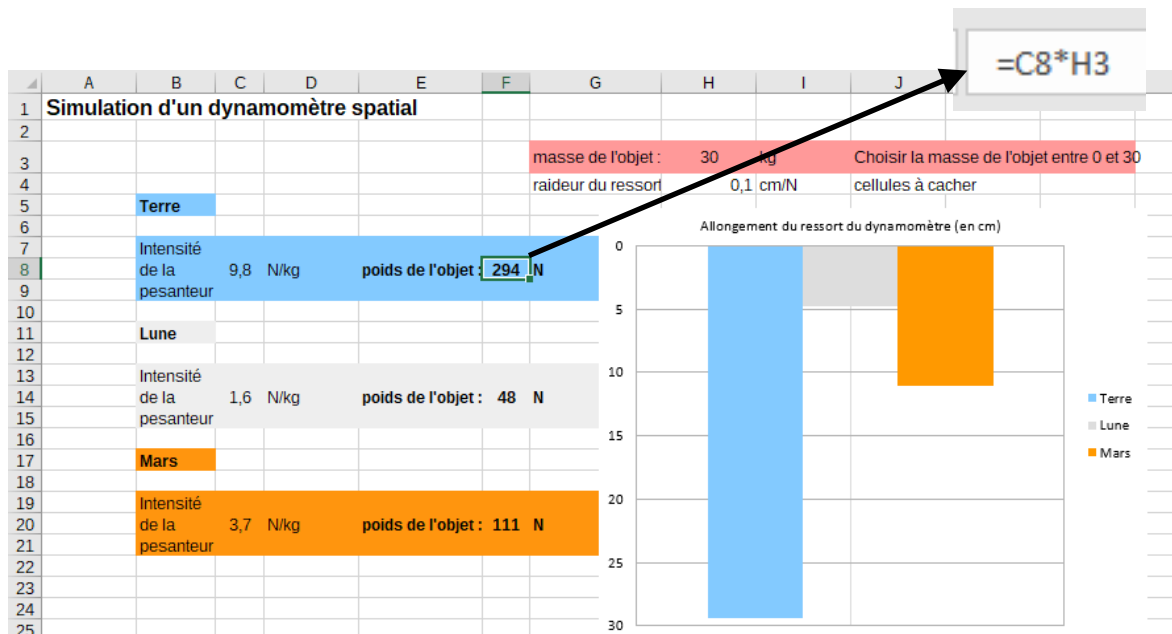 =C8*H3
A B C D E F G H I J
1 Simulation d'un dynamomètre spatial
2
3 masse de l'objet : 30 kg Choisir la masse de l'objet entre 0 et 30
4 raideur du ressort 0,1 cm/N cellules à cacher
5 Terre
6
7 Intensité
8 de la 9,8 N/kg poids de l'objet : 294 N
9 pesanteur
10
11 Lune
12
13 Intensité
14 de la 1,6 N/kg poids de l'objet : 48 N
15 pesanteur
16
17 Mars
18
19 Intensité
20 de la 3,7 N/kg poids de l'objet : 111 N
21 pesanteur
22
23
24
25
Allongement du ressort du dynamomètre (en cm)
0
5
10
15
20
25
30
Terre
Lune
Mars